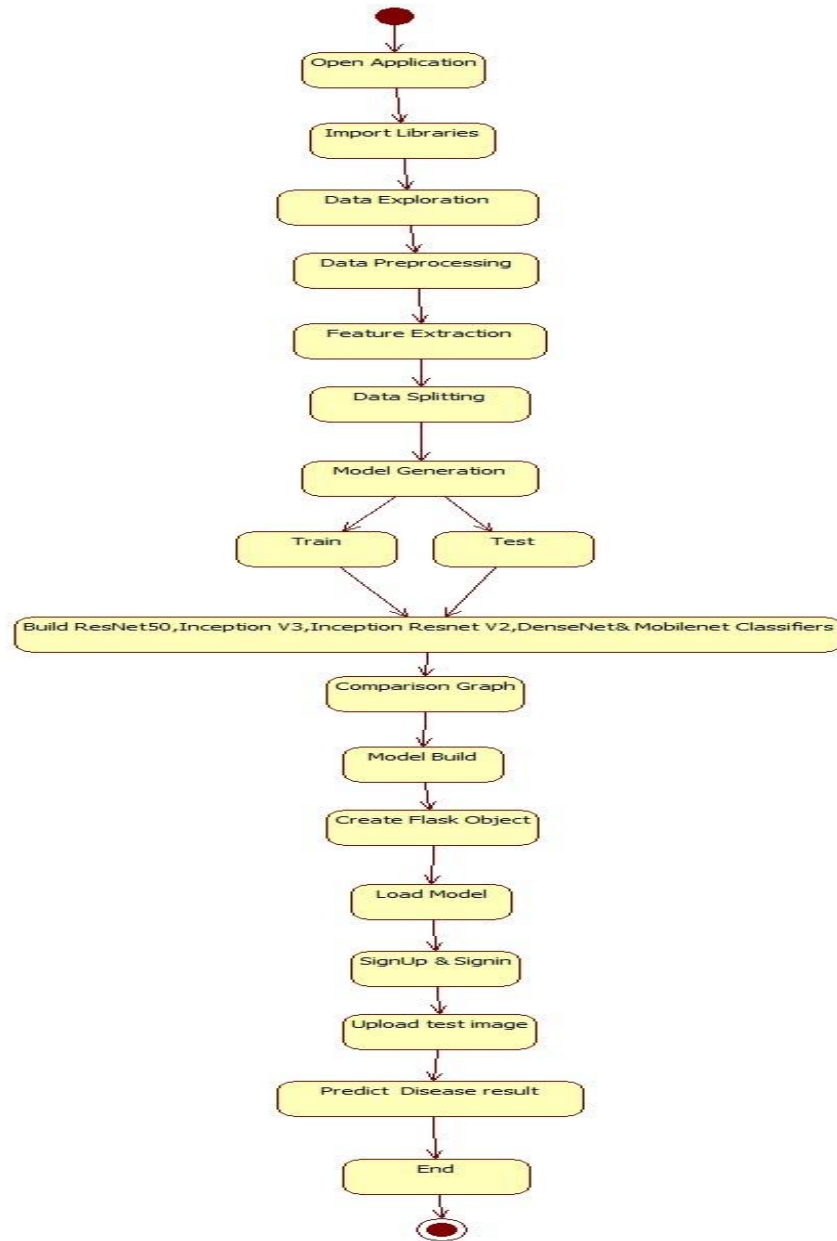 Open Application
Import Libraries
Data Exploration
Data Preprocessing
Feature Extraction
Data Splitting
Model Generation
Train
Test
Build ResNet50,Inception V3,Inception Resnet V2,DenseNet& Mobilenet Classifiers
Comparison Graph
Model Build
Create Flask Object
Load Model
SignUp & Signin
Upload test image
Predict Disease result
End